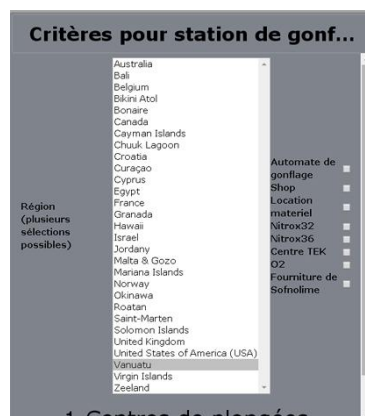 Critères pour station de gonf...
Région
(plusieurs
sélections
possibles)
Australia
Bali
Belgium
Bikini Atol
Bonaire
Canada
Cayman Islands
Chuuk Lagoon
Croatia
Curaçao
Cyprus
Egypt
France
Granada
Hawaii
Israel
Jordany
Malta & Gozo
Mariana Islands
Norway
Okinawa
Roatan
Saint-Marten
Solomon Islands
United Kingdom
United States of America (USA)
Vanuatu
Virgin Islands
Zeeland
Automate de
gonflage
Shop
Location
materiel
Nitrox32
Nitrox36
Centre TEK
O2
Fourniture de
Sofnolime
1 Centres de plongées